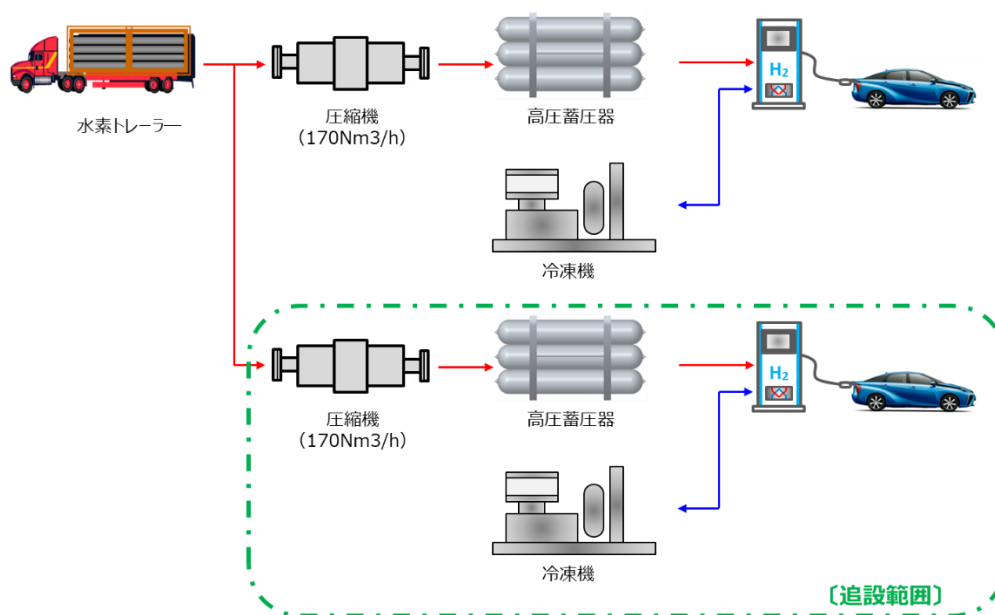 水素トレーラー
圧縮機
（170Nm3/h）
高圧蓄圧器
H2
冷凍機
圧縮機
（170Nm3/h）
高圧蓄圧器
H2
冷凍機
〔追設範囲〕